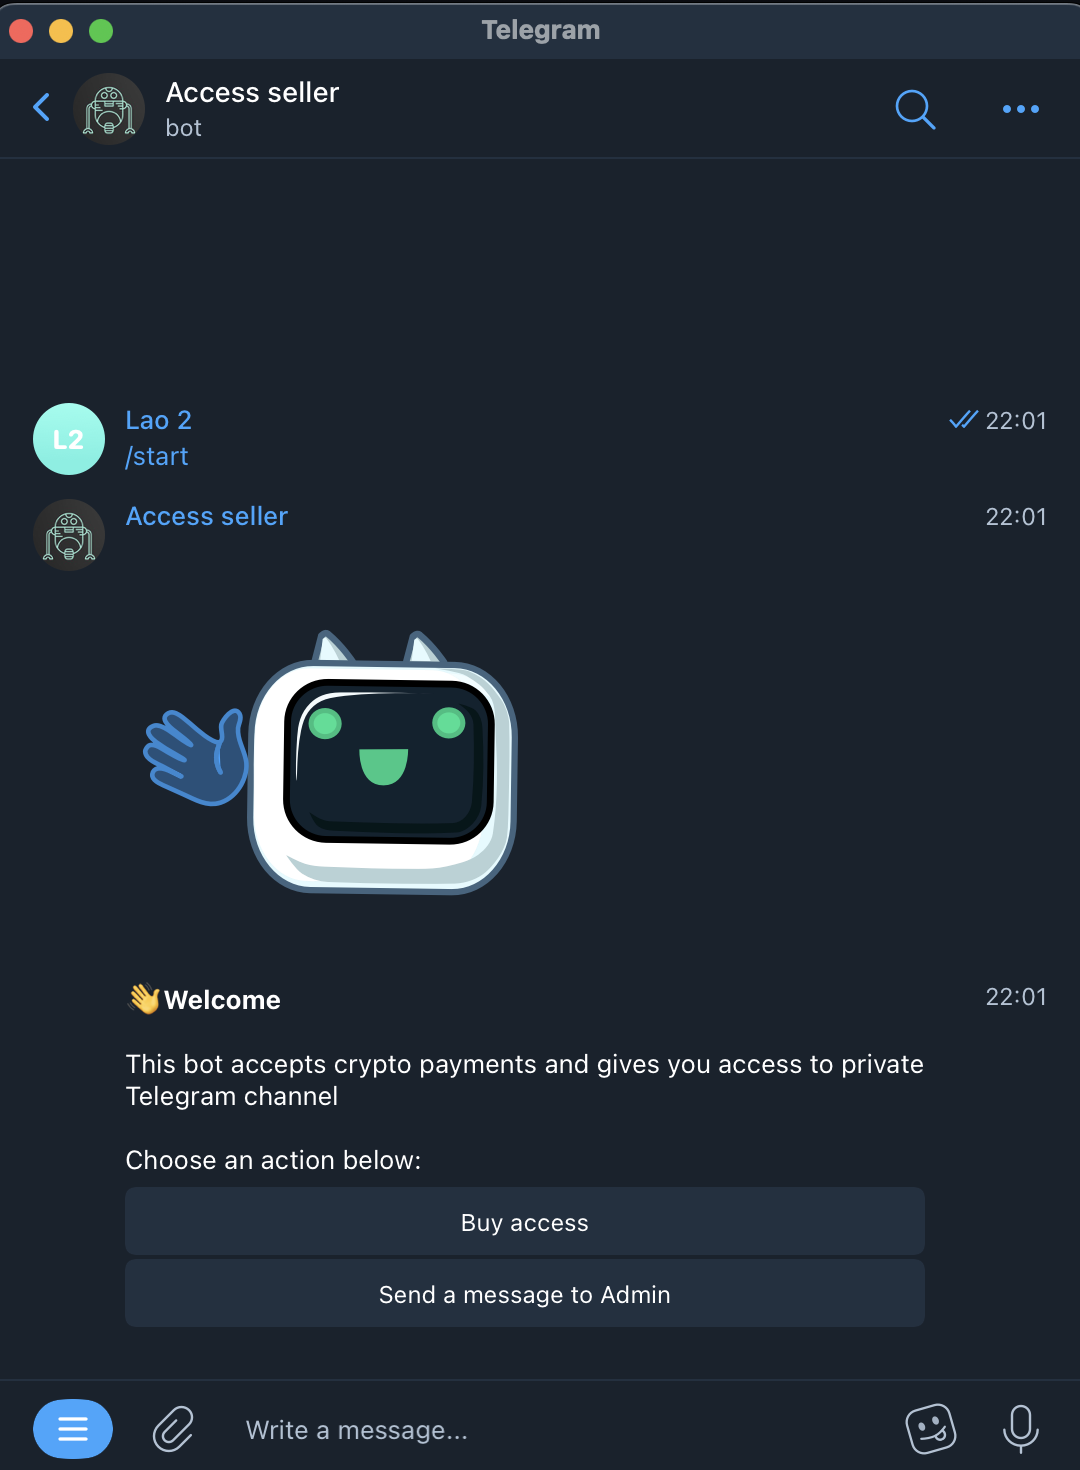 Telegram
Access seller
bot
L2
Lao 2
22:01
/start
Access seller
22:01
👋Welcome
22:01
This bot accepts crypto payments and gives you access to private
Telegram channel
Choose an action below:
Buy access
Send a message to Admin
Write a message...